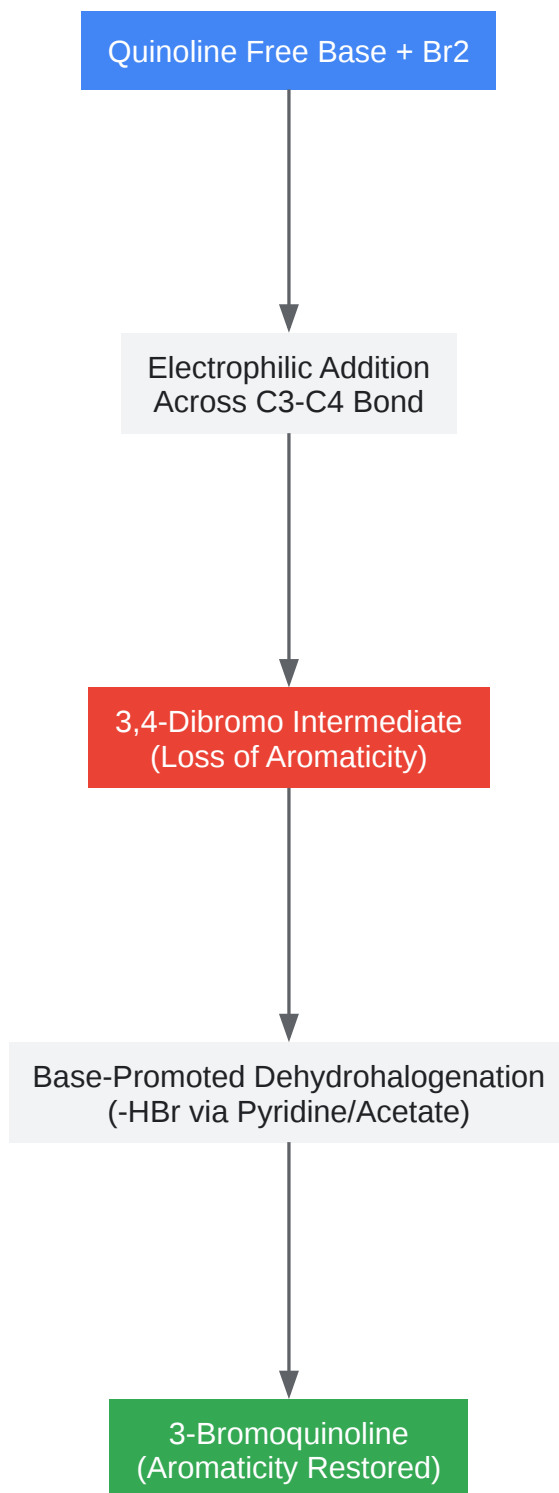 Quinoline Free Base + Br2
Electrophilic Addition
Across C3-C4 Bond
3,4-Dibromo Intermediate
(Loss of Aromaticity)
Base-Promoted Dehydrohalogenation
(-HBr via Pyridine/Acetate)
3-Bromoquinoline
(Aromaticity Restored)